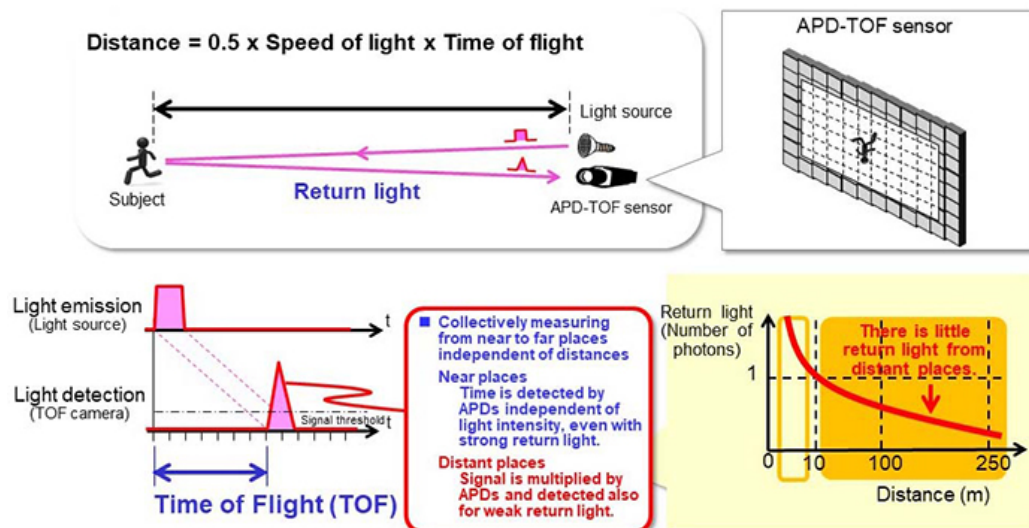 Distance = 0.5 x Speed of light x Time of flight
Light source
Return light
Subject
APD-TOF sensor
APD-TOF sensor
Light emission
(Light source)
t
Light detection
(TOF camera)
Signal threshold
t
Time of Flight (TOF)
Collectively measuring
from near to far places
independent of distances
Near places
Time is detected by
APDs independent of
light intensity, even with
strong return light.
Distant places
Signal is multiplied by
APDs and detected also
for weak return light.
Return light
(Number of
photons)
There is little
return light from
distant places.
1
0
10
100
250
Distance (m)